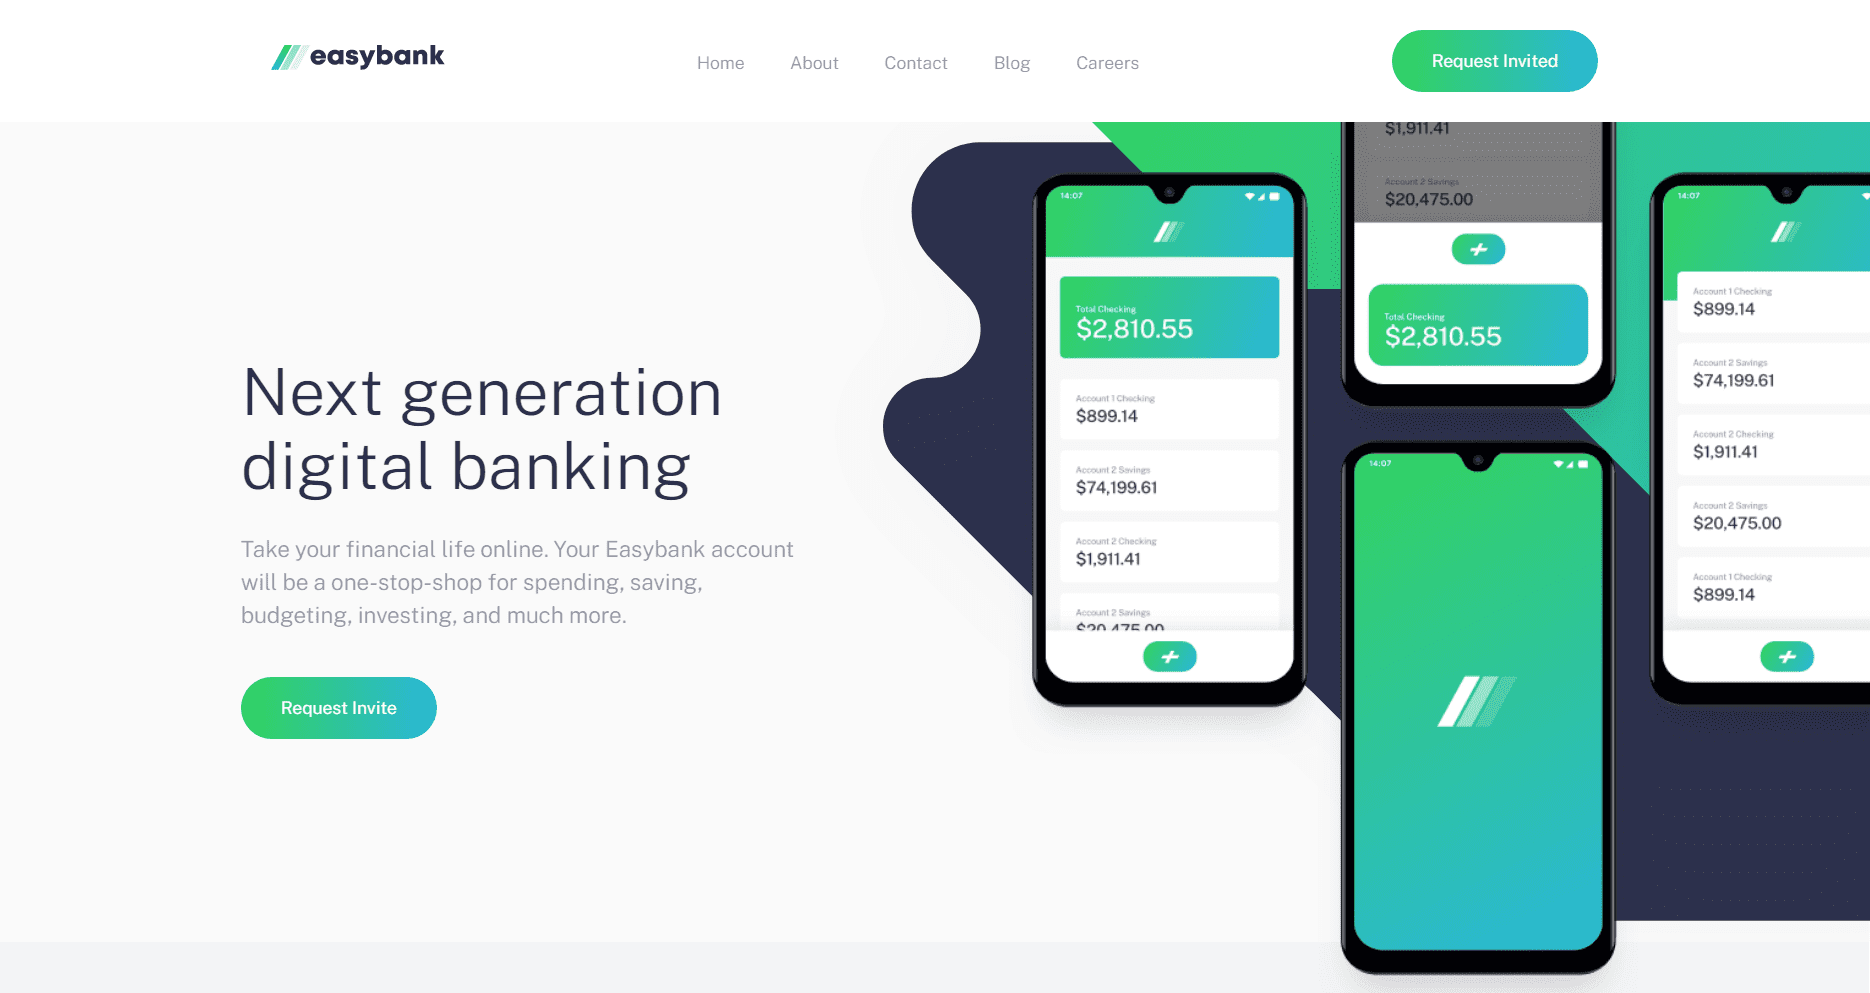 easybank
Home
About
Contact
Blog
Careers
Request Invited
Next generation
digital banking
Take your financial life online. Your Easybank account
will be a one-stop-shop for spending, saving,
budgeting, investing, and much more.
Request Invite
14:07
Total Checking
$2,810.55
Account 1 Checking
$899.14
Account 2 Savings
$74,199.61
Account 2 Checking
$1,911.41
Account 2 Savings
$20,475.00
$1,911.41
Account 2 Savings
$20,475.00
Total Checking
$2,810.55
14:07
14:07
Account 1 Checking
$899.14
Account 2 Savings
$74,199.61
Account 2 Checking
$1,911.41
Account 2 Savings
$20,475.00
Account 1 Checking
$899.14